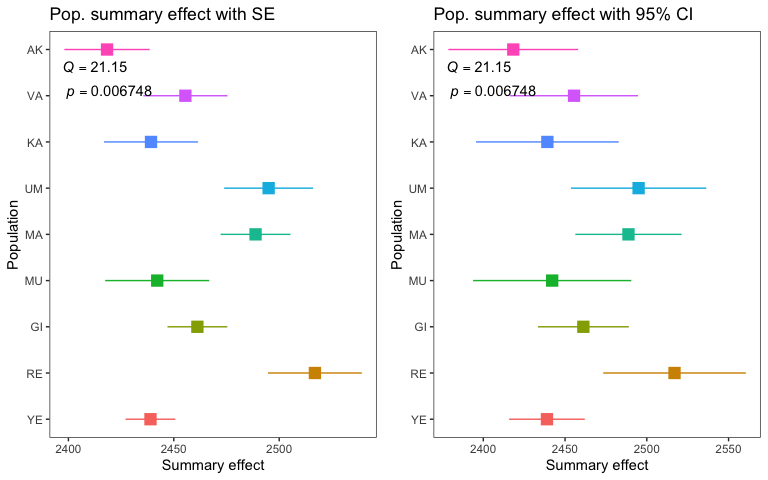 Pop. summary effect with SE
Population
AK
VA
KA
UM
MA
MU
GI
RE
YE
Q = 21.15
p = 0.006748
2400
2450
2500
Summary effect
Pop. summary effect with 95% CI
Population
AK
VA
KA
UM
MA
MU
GI
RE
YE
Q = 21.15
p = 0.006748
2400
2450
2500
2550
Summary effect